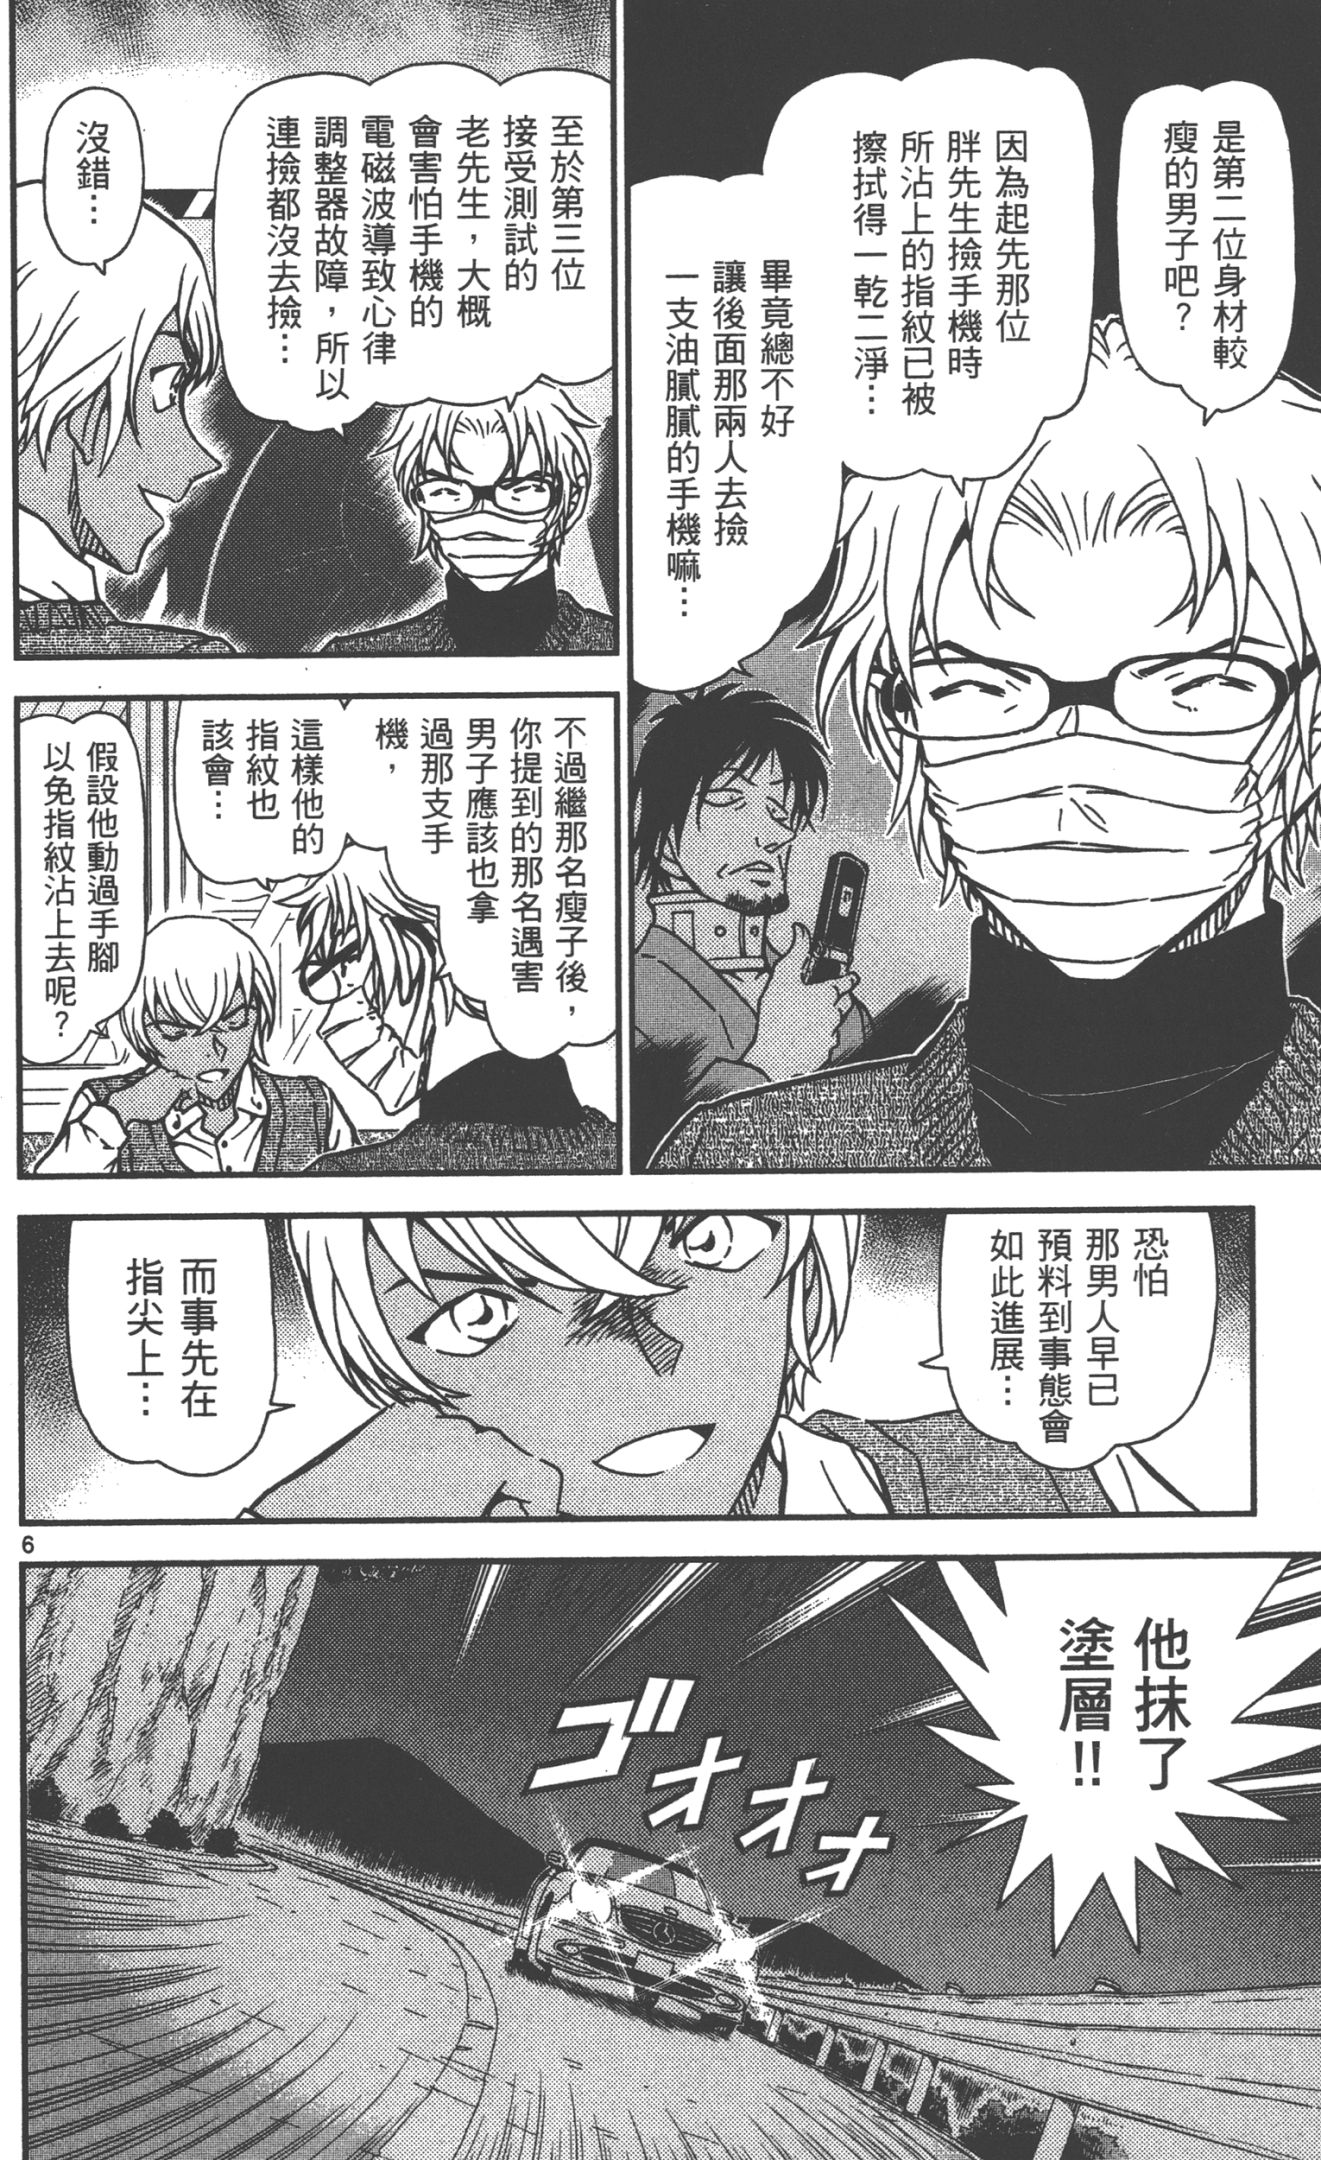 是第二位身材較
瘦的男子吧？
因為起先那位
胖先生撿手機時
所沾上的指紋已被
擦拭得一乾二淨…
畢竟總不好
讓後面那兩人去撿
一支油膩膩的手機嘛…
至於第三位
接受測試的
老先生，大概
會害怕手機的
電磁波導致心律
調整器故障，所以
連撿都沒去撿…
沒錯…
不過繼那名瘦子後，
你提到的那名遇害
男子應該也拿
過那支手
機，
這樣他的
指紋也
該會…
假設他動過手腳
以免指紋沾上去呢？
恐怕
那男人早已
預料到事態會
如此進展…
而事先在
指尖上…
他抹了
塗層!!
ゴオオオ
6